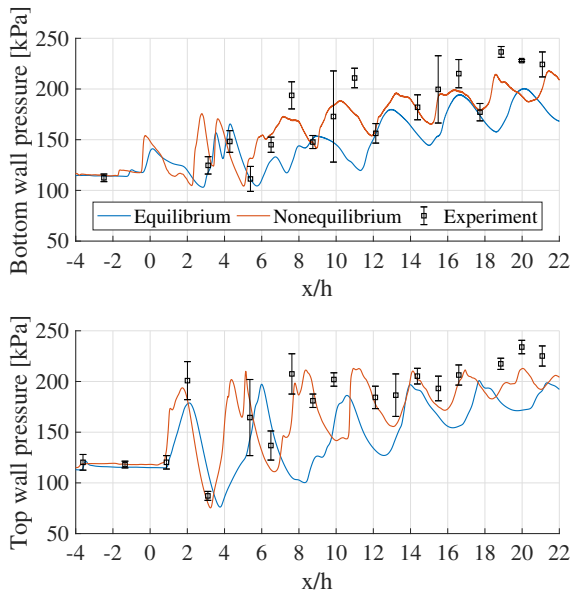 Bottom wall pressure [kPa]
250
200
150
100
50
Equilibrium Nonequilibrium Experiment
-4 -2 0 2 4 6 8 10 12 14 16 18 20 22
x/h
Top wall pressure [kPa]
250
200
150
100
50
-4 -2 0 2 4 6 8 10 12 14 16 18 20 22
x/h